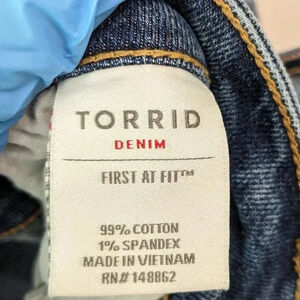 TORRID
DENIM
FIRST AT FIT™
99% COTTON
1% SPANDEX
MADE IN VIETNAM
RN# 148862